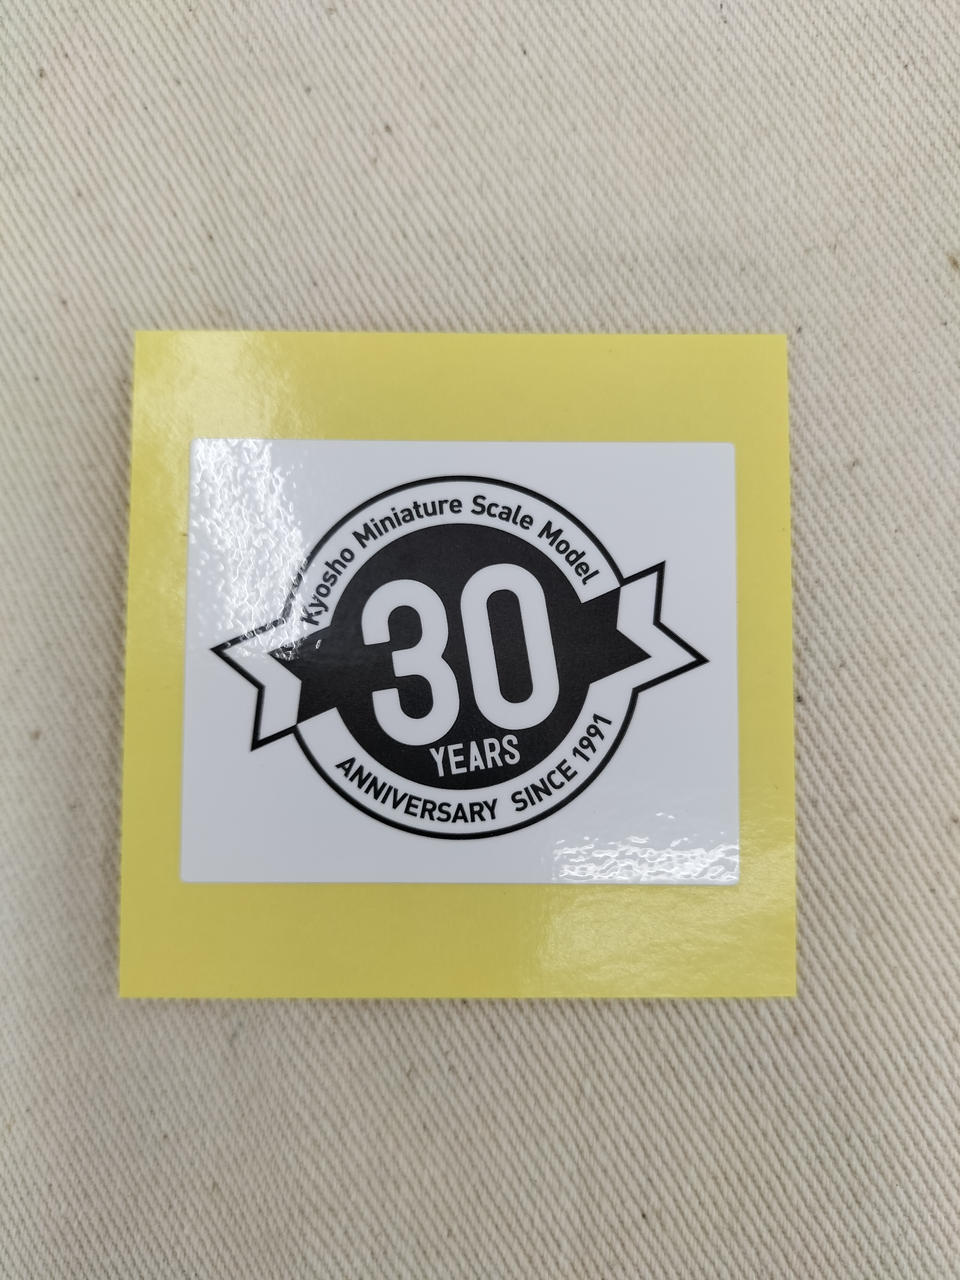 Kyosho Miniature Scale Model
30
YEARS
ANNIVERSARY SINCE 1991